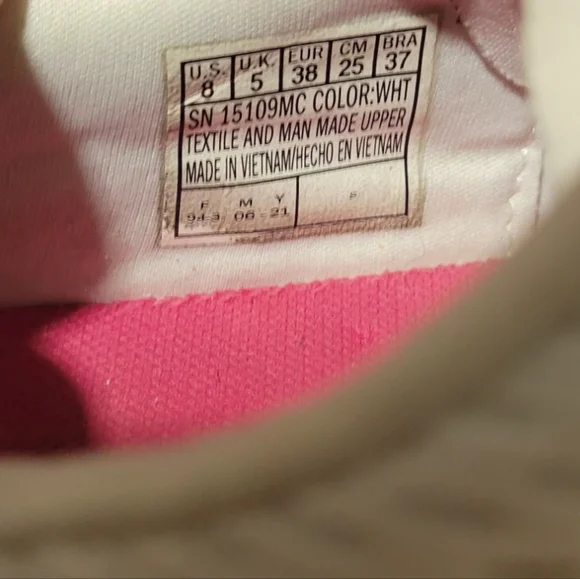 U.S. U.K. EUR CM BRA
8 5 38 25 37
SN 15109MC COLOR:WHT
TEXTILE AND MAN MADE UPPER
MADE IN VIETNAM/HECHO EN VIETNAM
F M Y
943 06 21